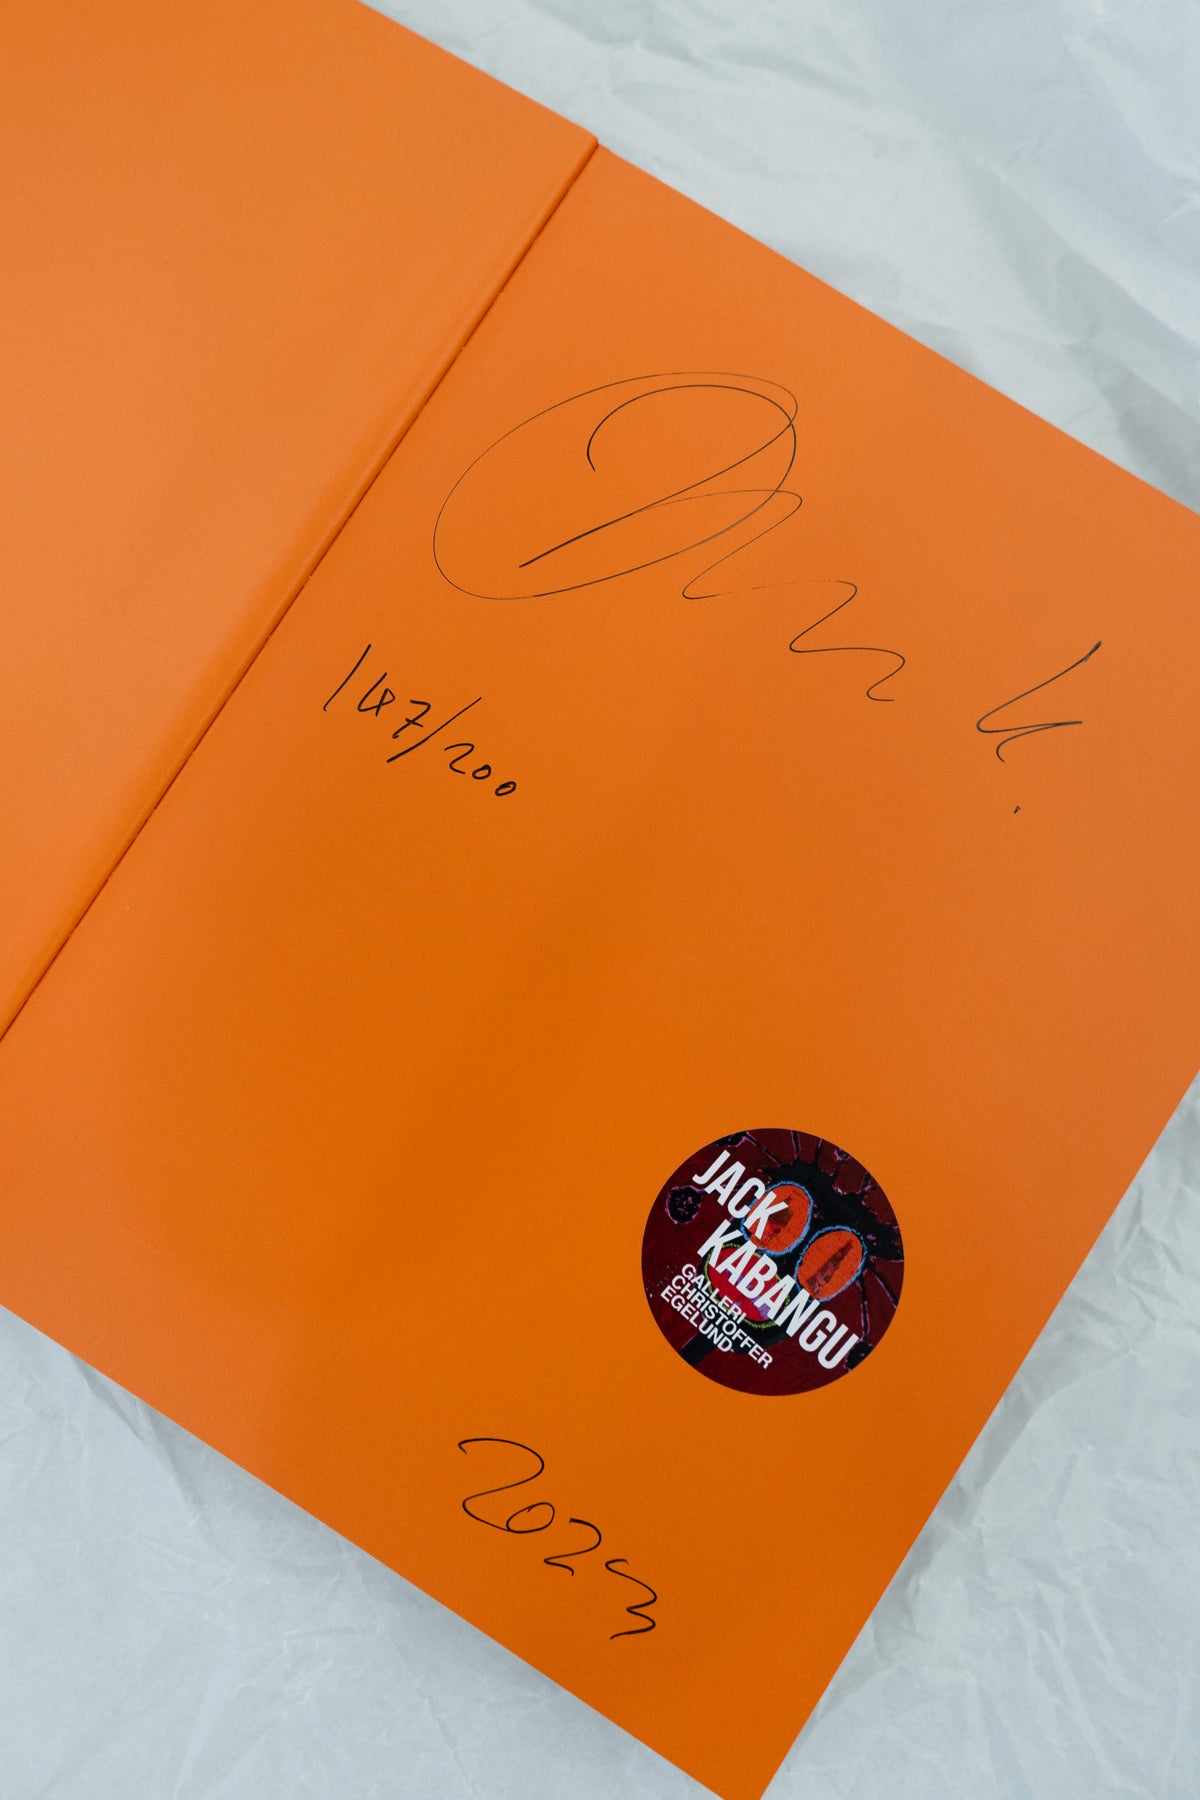 147/200
JACK
KABANGU
GALLERI
CHRISTOFFER
EGELUND
2023